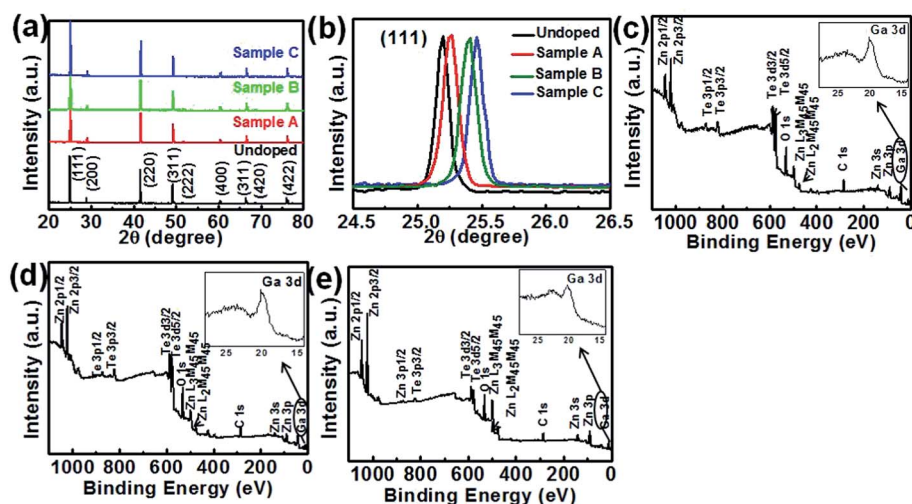 (a)
Intensity (a.u.)
Sample C
Sample B
Sample A
Undoped
(111)
(200)
(220)
(311)
(222)
(400)
(311)
(420)
(422)
20 30 40 50 60 70 80
2θ (degree)
(b)
Intensity (a.u.)
(111)
Undoped
Sample A
Sample B
Sample C
24.5 25.0 25.5 26.0 26.5
2θ (degree)
(c)
Intensity (a.u.)
Zn 2p1/2
Zn 2p3/2
Te 3p1/2
Te 3p3/2
Te 3d3/2
Te 3d5/2
O 1s
Zn L3M45M45
Zn L2M45M45
C 1s
Zn 3s
Zn 3p
Ga 3d
Ga 3d
25 20 15
1000 800 600 400 200 0
Binding Energy (eV)
(d)
Intensity (a.u.)
Zn 2p1/2
Zn 2p3/2
Te 3p1/2
Te 3p3/2
Te 3d3/2
Te 3d5/2
O 1s
Zn L3M45M45
Zn L2M45M45
C 1s
Zn 3s
Zn 3p
Ga 3d
Ga 3d
25 20 15
1000 800 600 400 200 0
Binding Energy (eV)
(e)
Intensity (a.u.)
Zn 2p1/2
Zn 2p3/2
Zn 3p1/2
Te 3p3/2
Te 3d3/2
Te 3d5/2
O 1s
Zn L3M45M45
Zn L2M45M45
C 1s
Zn 3s
Zn 3p
Ga 3d
Ga 3d
25 20 15
1000 800 600 400 200 0
Binding Energy (eV)